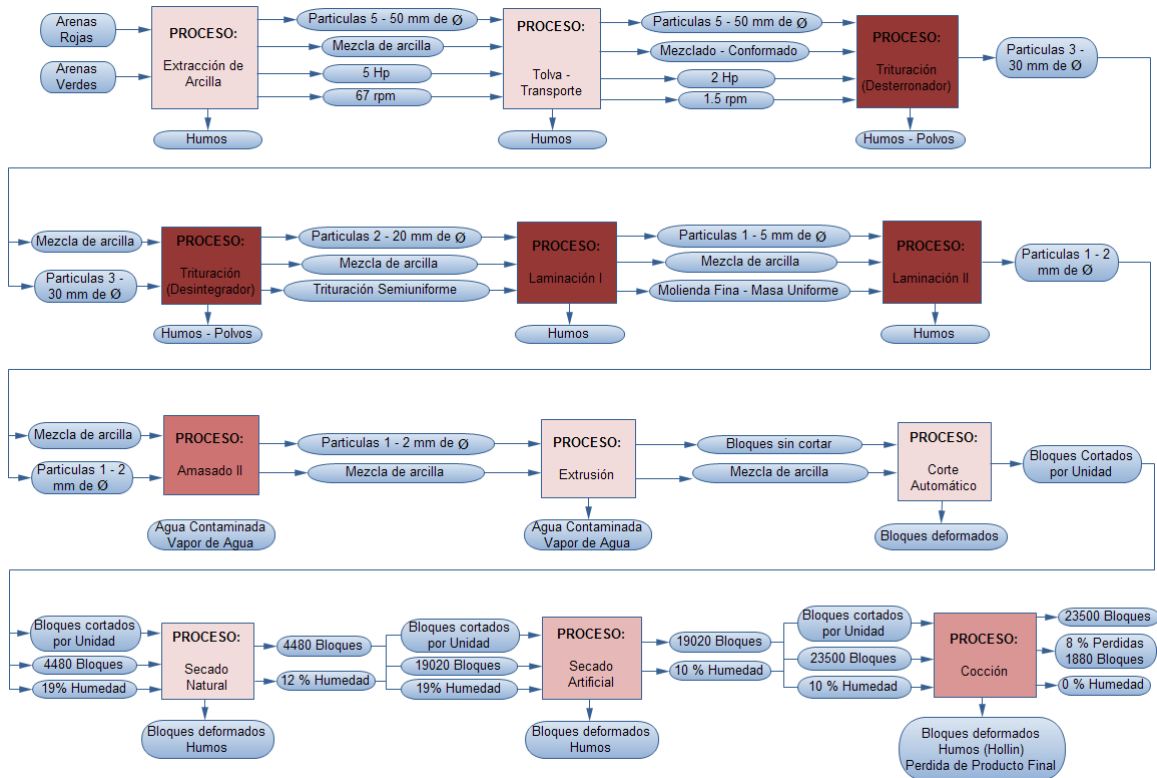 Arenas
Rojas
Arenas
Verdes
PROCESO:
Extracción de
Arcilla
Humos
Particulas 5 - 50 mm de Ø
Mezcla de arcilla
5 Hp
67 rpm
PROCESO:
Tolva -
Transporte
Humos
Particulas 5 - 50 mm de Ø
Mezclado - Conformado
2 Hp
1.5 rpm
PROCESO:
Trituración
(Desterronador)
Humos - Polvos
Particulas 3 -
30 mm de Ø
Mezcla de arcilla
Particulas 3 -
30 mm de Ø
PROCESO:
Trituración
(Desintegrador)
Humos - Polvos
Particulas 2 - 20 mm de Ø
Mezcla de arcilla
Trituración Semiuniforme
PROCESO:
Laminación I
Humos
Particulas 1 - 5 mm de Ø
Mezcla de arcilla
Molienda Fina - Masa Uniforme
PROCESO:
Laminación II
Humos
Particulas 1 - 2
mm de Ø
Mezcla de arcilla
Particulas 1 - 2
mm de Ø
PROCESO:
Amasado II
Agua Contaminada
Vapor de Agua
Particulas 1 - 2 mm de Ø
Mezcla de arcilla
PROCESO:
Extrusión
Agua Contaminada
Vapor de Agua
Bloques sin cortar
Mezcla de arcilla
PROCESO:
Corte
Automático
Bloques deformados
Bloques Cortados
por Unidad
Bloques cortados
por Unidad
4480 Bloques
19% Humedad
PROCESO:
Secado
Natural
Bloques deformados
Humos
4480 Bloques
12 % Humedad
Bloques cortados
por Unidad
19020 Bloques
19% Humedad
PROCESO:
Secado
Artificial
Bloques deformados
Humos
19020 Bloques
10 % Humedad
Bloques cortados
por Unidad
23500 Bloques
10 % Humedad
PROCESO:
Cocción
Bloques deformados
Humos (Hollin)
Perdida de Producto Final
23500 Bloques
8 % Perdidas
1880 Bloques
0 % Humedad